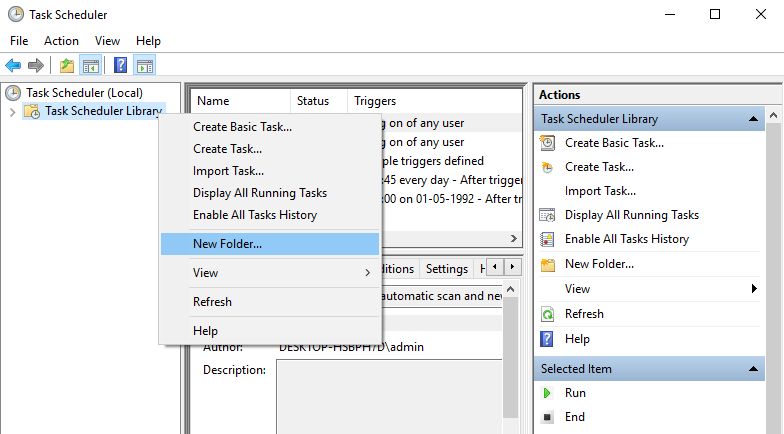 Task Scheduler
File Action View Help
Task Scheduler (Local)
Task Scheduler Library
Name Status Triggers
g on of any user
g on of any user
ple triggers defined
:45 every day - After trigger
:00 on 01-05-1992 - After tr
Create Basic Task...
Create Task...
Import Task...
Display All Running Tasks
Enable All Tasks History
New Folder...
View
Refresh
Help
ditions Settings H
automatic scan and new
Author: DESKTOP-HSBPH7D\admin
Description:
Actions
Task Scheduler Library
Create Basic Task...
Create Task...
Import Task...
Display All Running Tasks
Enable All Tasks History
New Folder...
View
Refresh
Help
Selected Item
Run
End